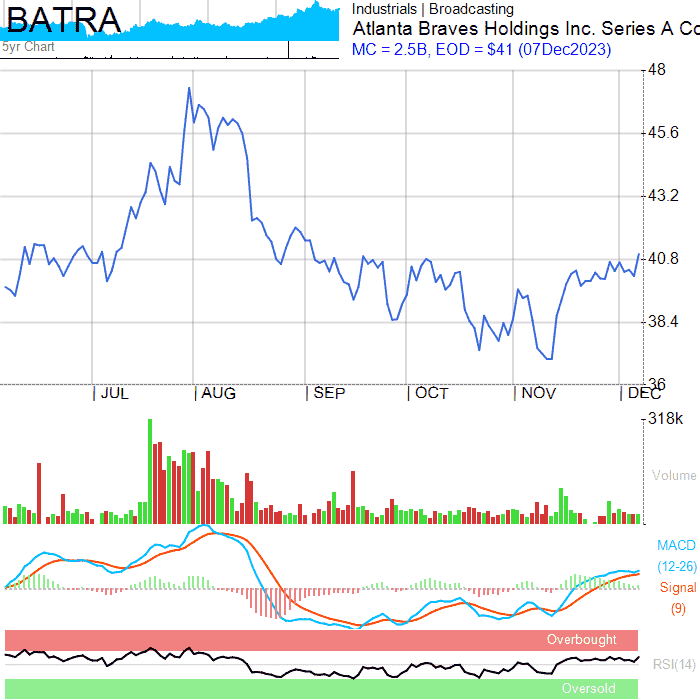 BATRA
5yr Chart
Industrials | Broadcasting
Atlanta Braves Holdings Inc. Series A Co
MC = 2.5B, EOD = $41 (07Dec2023)
48
45.6
43.2
40.8
38.4
36
JUL AUG SEP OCT NOV DEC
318k
Volume
MACD
(12-26)
Signal
(9)
Overbought
RSI(14)
Oversold